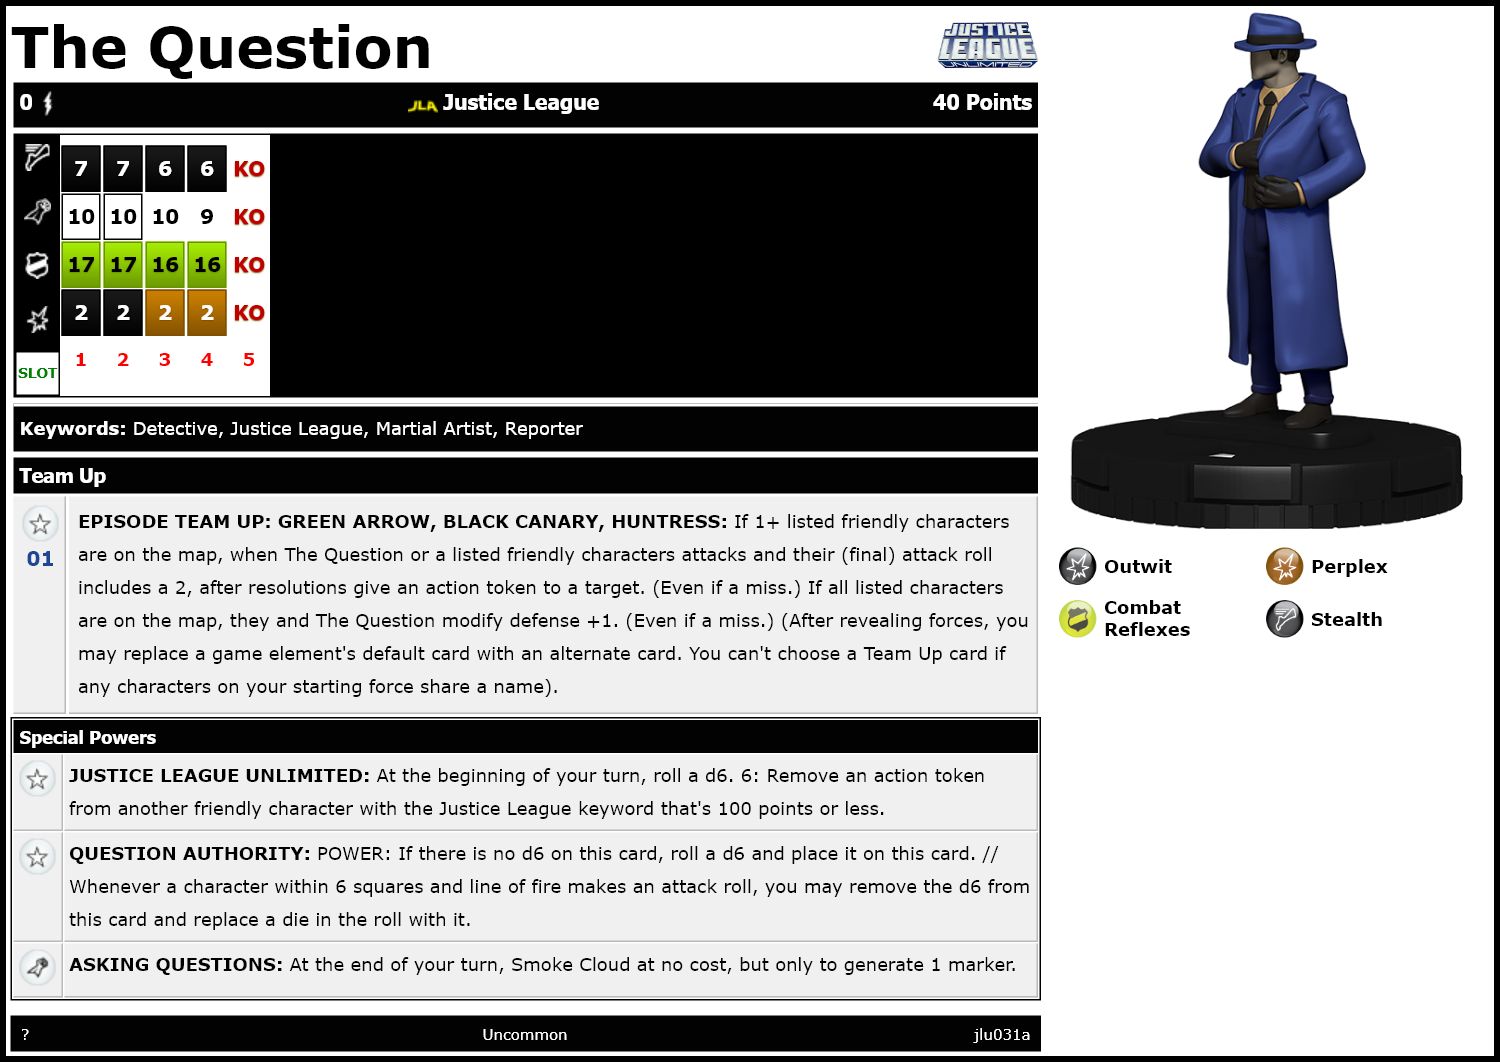 The Question
JUSTICE LEAGUE UNLIMITED
0 JLA Justice League 40 Points
7 7 6 6 KO
10 10 10 9 KO
17 17 16 16 KO
2 2 2 2 KO
SLOT 1 2 3 4 5
Keywords: Detective, Justice League, Martial Artist, Reporter
Team Up
01
EPISODE TEAM UP: GREEN ARROW, BLACK CANARY, HUNTRESS: If 1+ listed friendly characters
are on the map, when The Question or a listed friendly characters attacks and their (final) attack roll
includes a 2, after resolutions give an action token to a target. (Even if a miss.) If all listed characters
are on the map, they and The Question modify defense +1. (Even if a miss.) (After revealing forces, you
may replace a game element's default card with an alternate card. You can't choose a Team Up card if
any characters on your starting force share a name).
Special Powers
JUSTICE LEAGUE UNLIMITED: At the beginning of your turn, roll a d6. 6: Remove an action token
from another friendly character with the Justice League keyword that's 100 points or less.
QUESTION AUTHORITY: POWER: If there is no d6 on this card, roll a d6 and place it on this card. //
Whenever a character within 6 squares and line of fire makes an attack roll, you may remove the d6 from
this card and replace a die in the roll with it.
ASKING QUESTIONS: At the end of your turn, Smoke Cloud at no cost, but only to generate 1 marker.
? Uncommon jlu031a
Outwit
Perplex
Combat
Reflexes
Stealth